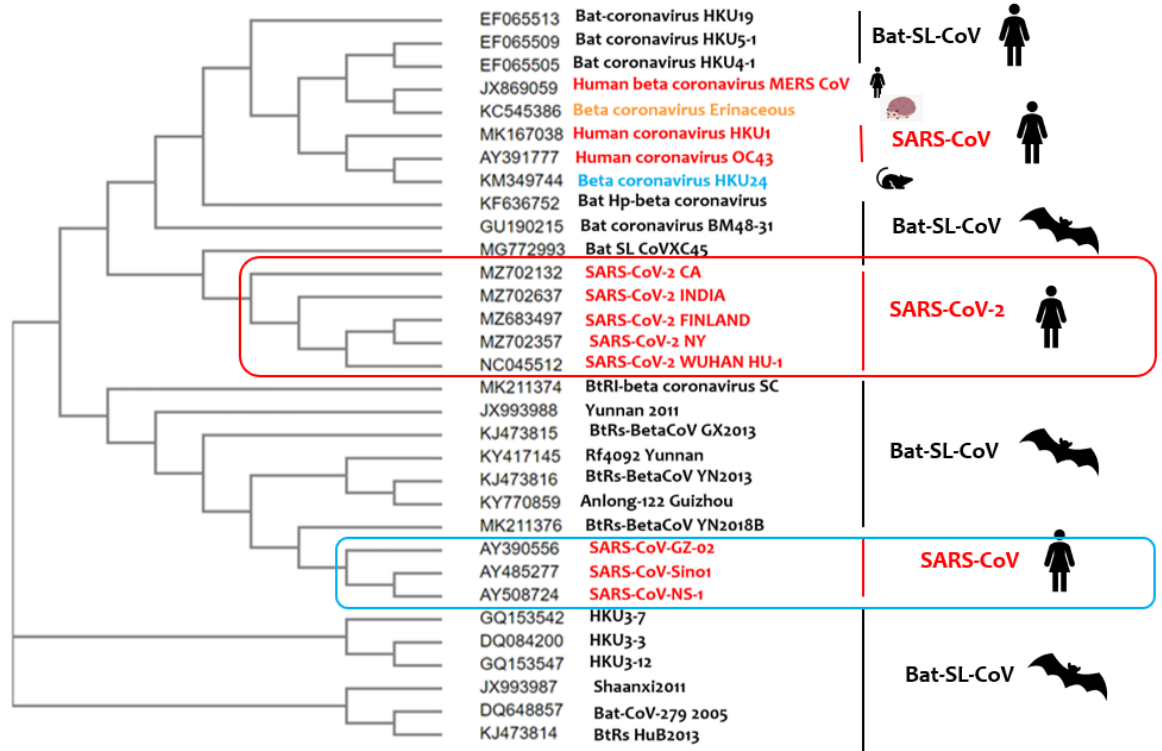 EF065513 Bat-coronavirus HKU19
EF065509 Bat coronavirus HKU5-1
EF065505 Bat coronavirus HKU4-1
Bat-SL-CoV
JX869059 Human beta coronavirus MERS CoV
KC545386 Beta coronavirus Erinaceous
MK167038 Human coronavirus HKU1
AY391777 Human coronavirus OC43
SARS-CoV
KM349744 Beta coronavirus HKU24
KF636752 Bat Hp-beta coronavirus
GU190215 Bat coronavirus BM48-31
MG772993 Bat SL CoVXC45
Bat-SL-CoV
MZ702132 SARS-CoV-2 CA
MZ702637 SARS-CoV-2 INDIA
MZ683497 SARS-CoV-2 FINLAND
MZ702357 SARS-CoV-2 NY
NC045512 SARS-CoV-2 WUHAN HU-1
SARS-CoV-2
MK211374 BtRI-beta coronavirus SC
JX993988 Yunnan 2011
KJ473815 BtRs-BetaCoV GX2013
KY417145 Rf4092 Yunnan
KJ473816 BtRs-BetaCoV YN2013
KY770859 Anlong-122 Guizhou
MK211376 BtRs-BetaCoV YN2018B
Bat-SL-CoV
AY390556 SARS-CoV-GZ-02
AY485277 SARS-CoV-Sino1
AY508724 SARS-CoV-NS-1
SARS-CoV
GQ153542 HKU3-7
DQ084200 HKU3-3
GQ153547 HKU3-12
JX993987 Shaanxi2011
DQ648857 Bat-CoV-279 2005
KJ473814 BtRs HuB2013
Bat-SL-CoV